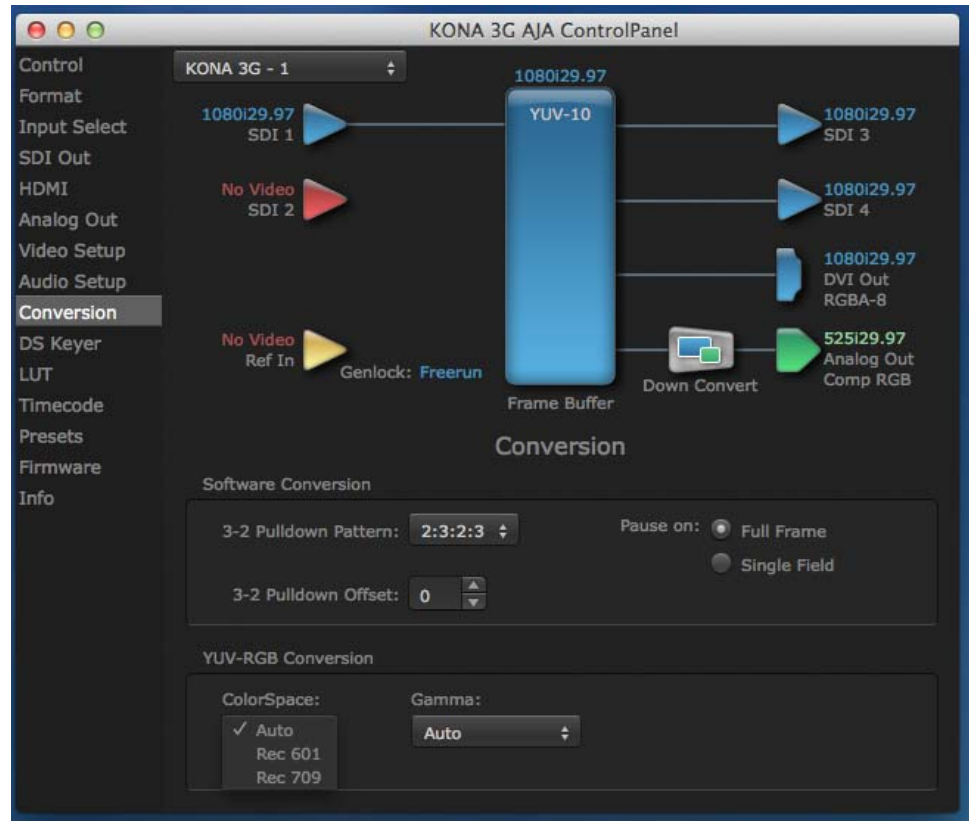 KONA 3G AJA ControlPanel
Control
Format
Input Select
SDI Out
HDMI
Analog Out
Video Setup
Audio Setup
Conversion
DS Keyer
LUT
Timecode
Presets
Firmware
Info
KONA 3G - 1
1080i29.97
YUV-10
1080i29.97
SDI 1
No Video
SDI 2
No Video
Ref In
Genlock: Freerun
Frame Buffer
1080i29.97
SDI 3
1080i29.97
SDI 4
1080i29.97
DVI Out
RGBA-8
Down Convert
525i29.97
Analog Out
Comp RGB
Conversion
Software Conversion
3-2 Pulldown Pattern: 2:3:2:3
Pause on: Full Frame
Single Field
3-2 Pulldown Offset: 0
YUV-RGB Conversion
ColorSpace:
✓ Auto
Rec 601
Rec 709
Gamma:
Auto